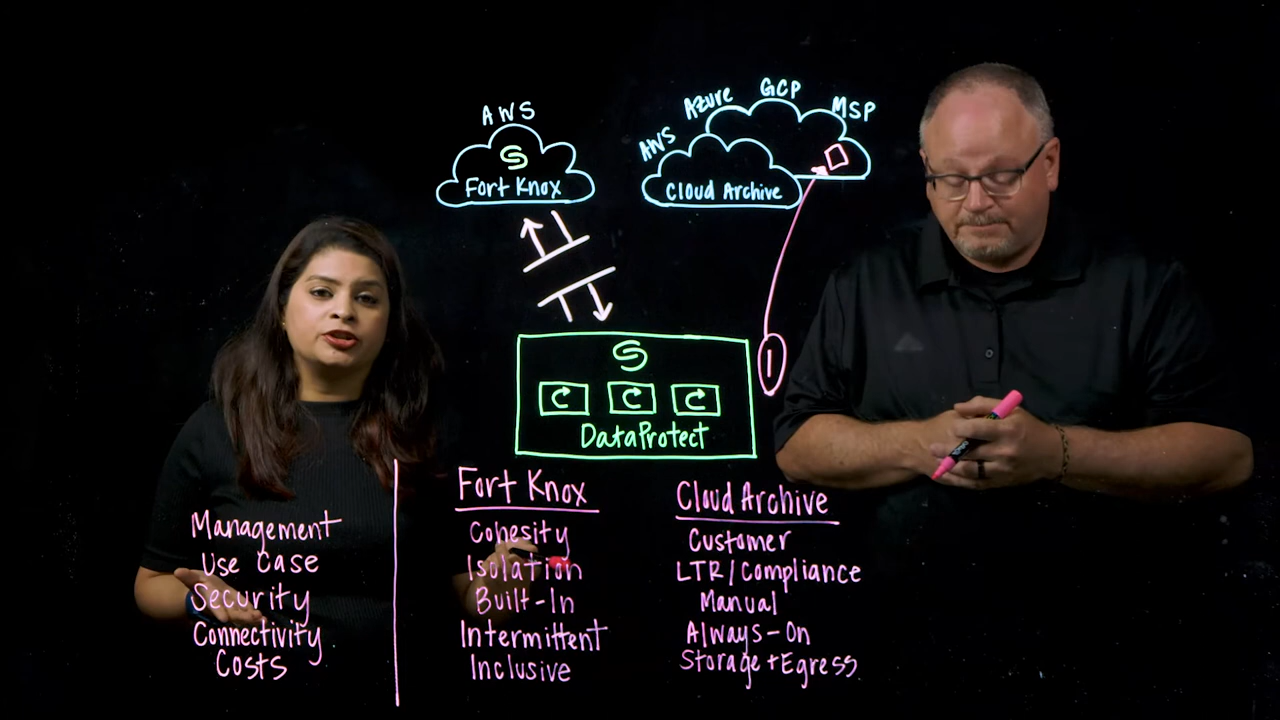 AWS
Fort Knox
AWS
Azure
GCP
MSP
Cloud Archive
DataProtect
Fort Knox
Cloud Archive
Management
Cohesity
Customer
Use Case
Isolation
LTR/Compliance
Security
Built-In
Manual
Connectivity
Intermittent
Always-On
Costs
Inclusive
Storage+Egress